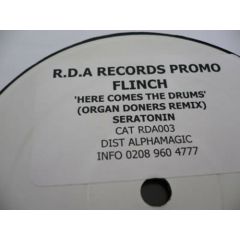 R.D.A RECORDS PROMO
FLINCH
'HERE COMES THE DRUMS'
(ORGAN DONERS REMIX)
SERATONIN
CAT RDA003
DIST ALPHAMAGIC
INFO 0208 960 4777